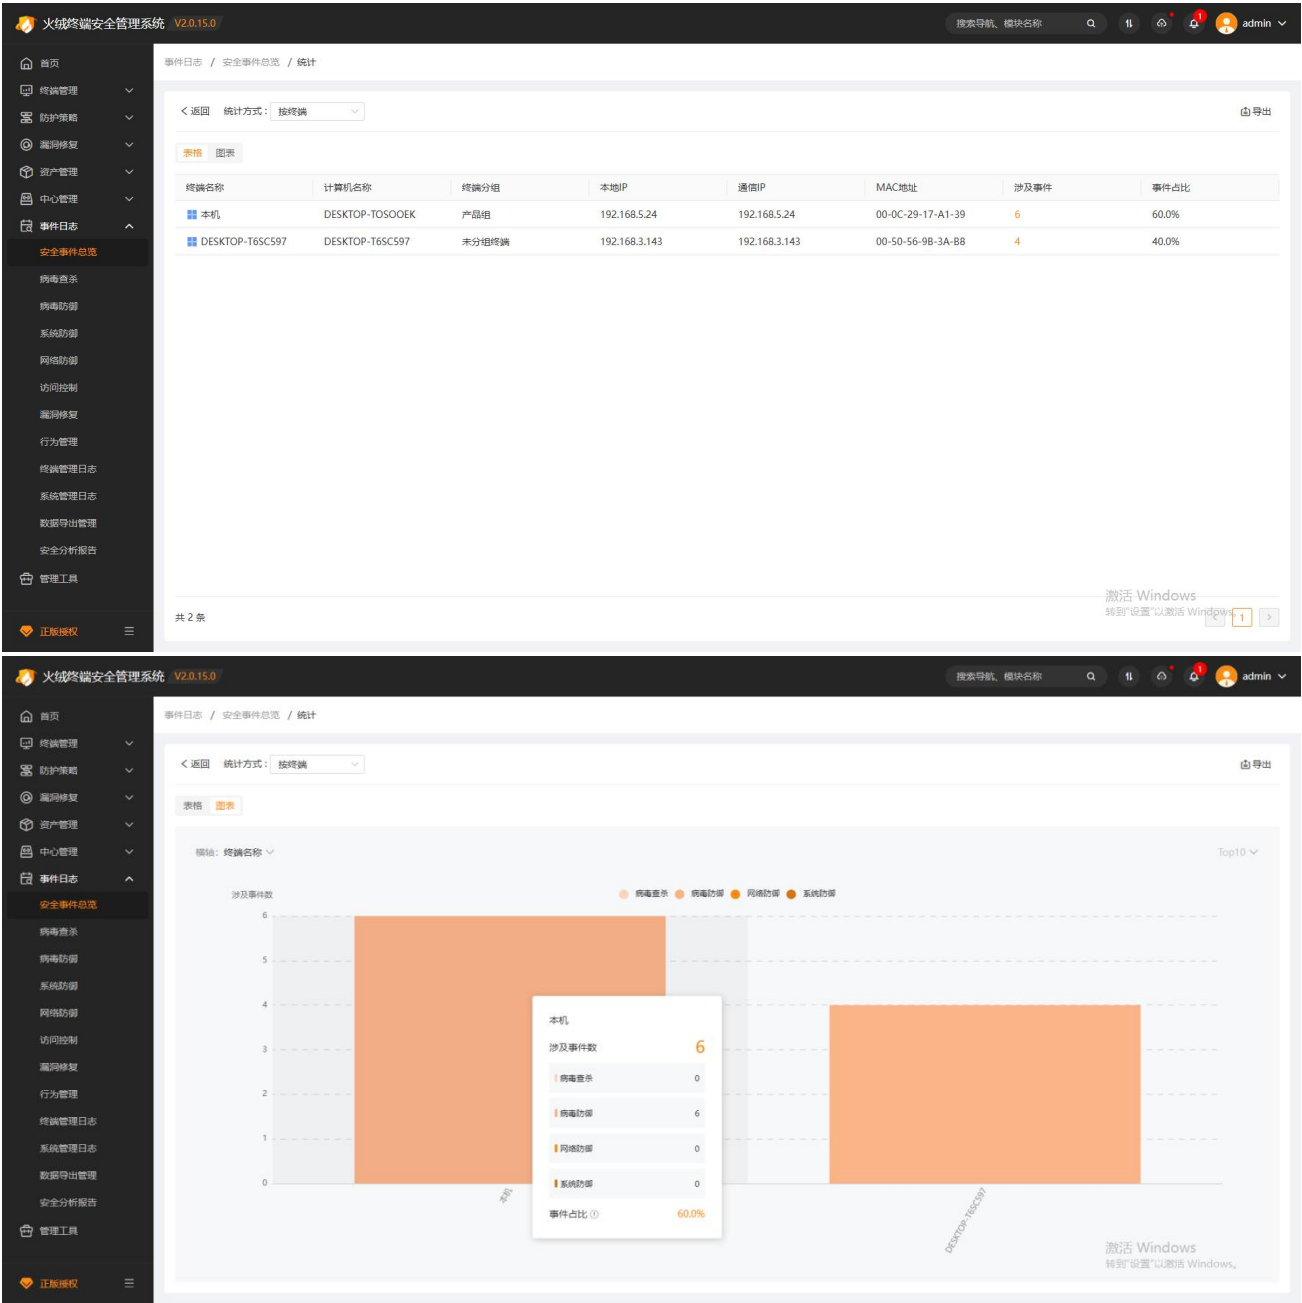 火绒终端安全管理系统 V2.0.15.0 搜索导航、模块名称 1 admin
首页
事件日志 / 安全事件总览 / 统计
终端管理
防护策略
漏洞修复
资产管理
中心管理
事件日志
安全事件总览
病毒查杀
病毒防御
系统防御
网络防御
访问控制
漏洞修复
行为管理
终端管理日志
系统管理日志
数据导出管理
安全分析报告
管理工具
正版授权
返回 统计方式： 按终端 导出
表格 图表
终端名称 计算机名称 终端分组 本地IP 通信IP MAC地址 涉及事件 事件占比
本机 DESKTOP-TOSOOEK 产品组 192.168.5.24 192.168.5.24 00-0C-29-17-A1-39 6 60.0%
DESKTOP-T6SC597 DESKTOP-T6SC597 未分组终端 192.168.3.143 192.168.3.143 00-50-56-9B-3A-B8 4 40.0%
共 2 条
激活 Windows
转到"设置"以激活 Windows。
1
火绒终端安全管理系统 V2.0.15.0 搜索导航、模块名称 1 admin
首页
事件日志 / 安全事件总览 / 统计
终端管理
防护策略
漏洞修复
资产管理
中心管理
事件日志
安全事件总览
病毒查杀
病毒防御
系统防御
网络防御
访问控制
漏洞修复
行为管理
终端管理日志
系统管理日志
数据导出管理
安全分析报告
管理工具
正版授权
返回 统计方式： 按终端 导出
表格 图表
横轴： 终端名称 Top10
涉及事件数
病毒查杀 病毒防御 网络防御 系统防御
6
5
4
3
2
1
0
本机
涉及事件数 6
病毒查杀 0
病毒防御 6
网络防御 0
系统防御 0
事件占比 60.0%
本机
DESKTOP-T6SC597
激活 Windows
转到"设置"以激活 Windows。